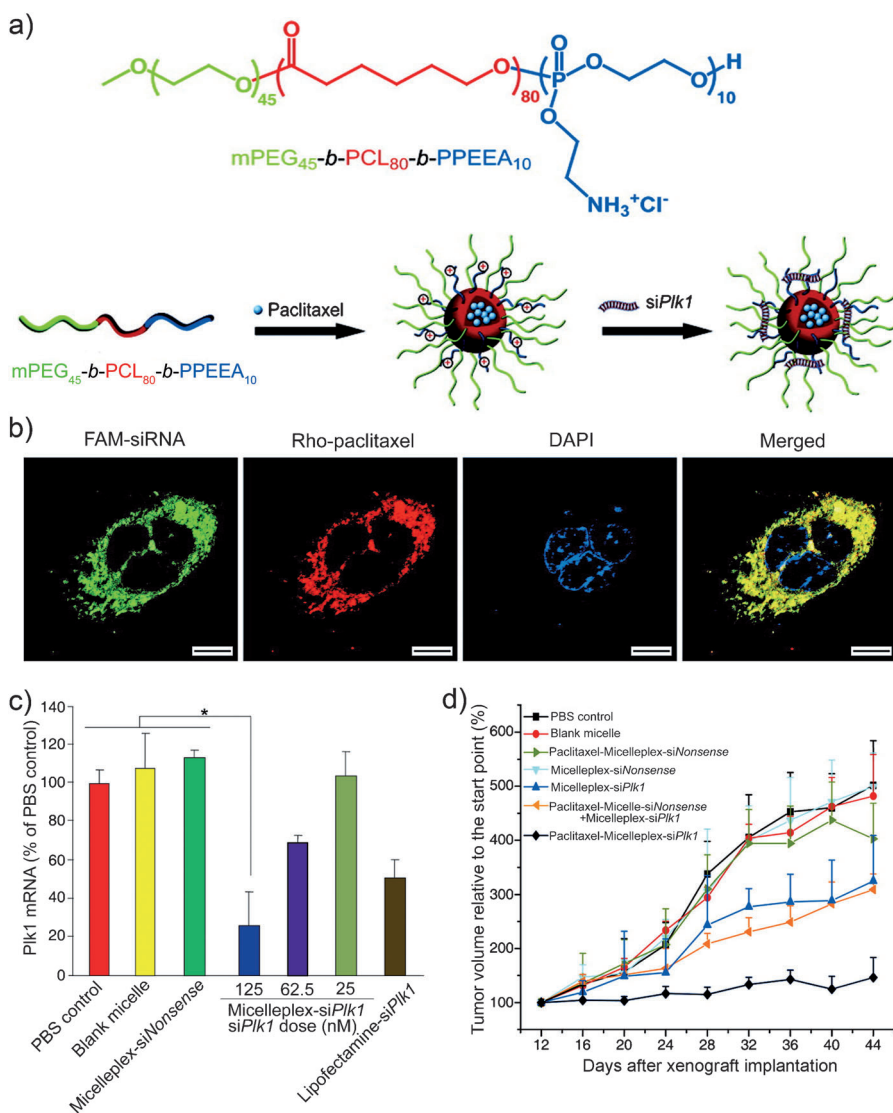 a)
O
O
O
45
O
80
O
P
O
O
O
H
10
mPEG45-b-PCL80-b-PPEEA10
NH3+Cl-
Paclitaxel
siPlk1
mPEG45-b-PCL80-b-PPEEA10
b)
FAM-siRNA
Rho-paclitaxel
DAPI
Merged
c)
Plk1 mRNA (% of PBS control)
140
120
100
80
60
40
20
0
*
PBS control
Blank micelle
Micelleplex-siNonsense
125 62.5 25
Micelleplex-siPlk1
siPlk1 dose (nM)
Lipofectamine-siPlk1
d)
Tumor volume relative to the start point (%)
600
500
400
300
200
100
PBS control
Blank micelle
Paclitaxel-Micelleplex-siNonsense
Micelleplex-siNonsense
Micelleplex-siPlk1
Paclitaxel-Micelle-siNonsense
+Micelleplex-siPlk1
Paclitaxel-Micelleplex-siPlk1
12 16 20 24 28 32 36 40 44
Days after xenograft implantation